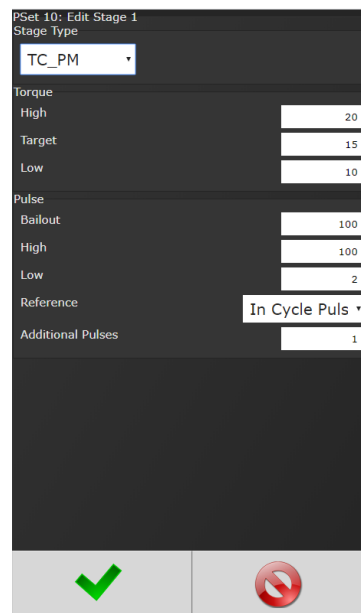 PSet 10: Edit Stage 1
Stage Type
TC_PM
Torque
High 20
Target 15
Low 10
Pulse
Bailout 100
High 100
Low 2
Reference In Cycle Puls
Additional Pulses 1